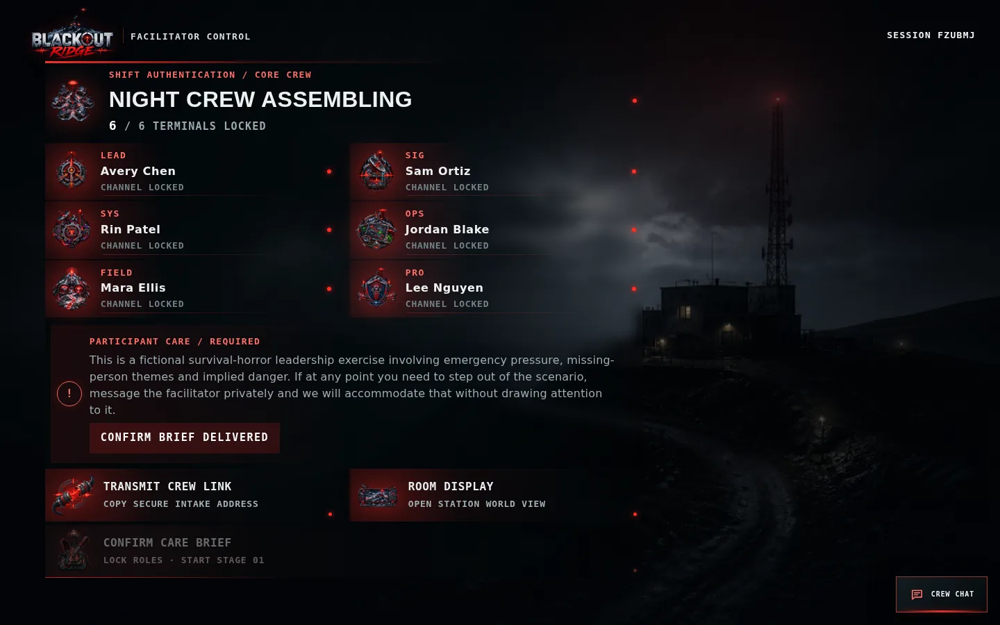 BLACKOUT
RIDGE
FACILITATOR CONTROL
SESSION FZUBMJ
SHIFT AUTHENTICATION / CORE CREW
NIGHT CREW ASSEMBLING
6 / 6 TERMINALS LOCKED
LEAD
Avery Chen
CHANNEL LOCKED
SIG
Sam Ortiz
CHANNEL LOCKED
SYS
Rin Patel
CHANNEL LOCKED
OPS
Jordan Blake
CHANNEL LOCKED
FIELD
Mara Ellis
CHANNEL LOCKED
PRO
Lee Nguyen
CHANNEL LOCKED
PARTICIPANT CARE / REQUIRED
This is a fictional survival-horror leadership exercise involving emergency pressure, missing-
person themes and implied danger. If at any point you need to step out of the scenario,
message the facilitator privately and we will accommodate that without drawing attention
to it.
!
CONFIRM BRIEF DELIVERED
TRANSMIT CREW LINK
COPY SECURE INTAKE ADDRESS
ROOM DISPLAY
OPEN STATION WORLD VIEW
CONFIRM CARE BRIEF
LOCK ROLES · START STAGE 01
CREW CHAT